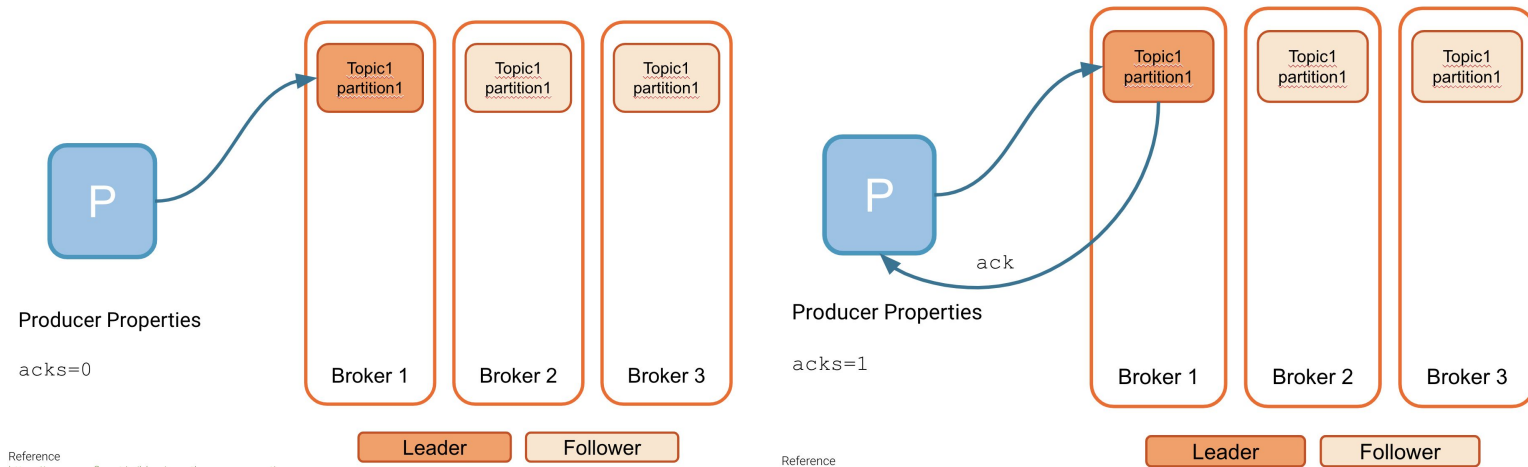 Topic1
partition1
Topic1
partition1
Topic1
partition1
P
Producer Properties
acks=0
Broker 1
Broker 2
Broker 3
Leader
Follower
Reference
Topic1
partition1
Topic1
partition1
Topic1
partition1
P
ack
Producer Properties
acks=1
Broker 1
Broker 2
Broker 3
Leader
Follower
Reference